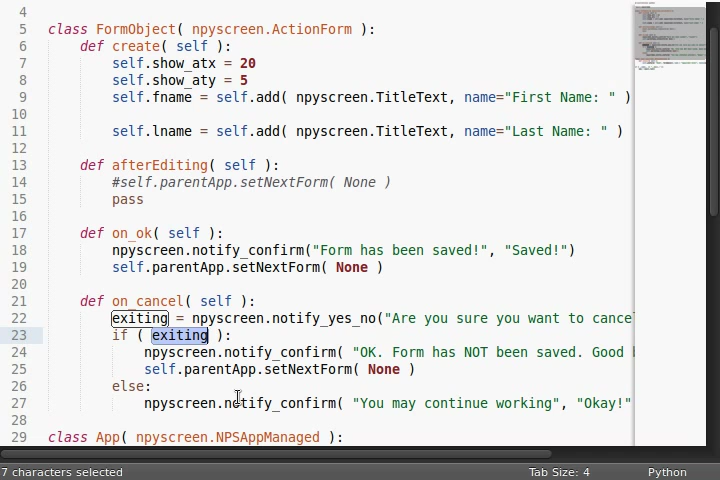 4
5 class FormObject( npyscreen.ActionForm ):
6 def create( self ):
7 self.show_atx = 20
8 self.show_aty = 5
9 self.fname = self.add( npyscreen.TitleText, name="First Name: " )
10
11 self.lname = self.add( npyscreen.TitleText, name="Last Name: " )
12
13 def afterEditing( self ):
14 #self.parentApp.setNextForm( None )
15 pass
16
17 def on_ok( self ):
18 npyscreen.notify_confirm("Form has been saved!", "Saved!")
19 self.parentApp.setNextForm( None )
20
21 def on_cancel( self ):
22 exiting = npyscreen.notify_yes_no("Are you sure you want to cance
23 if ( exiting ):
24 npyscreen.notify_confirm( "OK. Form has NOT been saved. Good
25 self.parentApp.setNextForm( None )
26 else:
27 npyscreen.notify_confirm( "You may continue working", "Okay!"
28
29 class App( npyscreen.NPSAppManaged ):
7 characters selected Tab Size: 4 Python